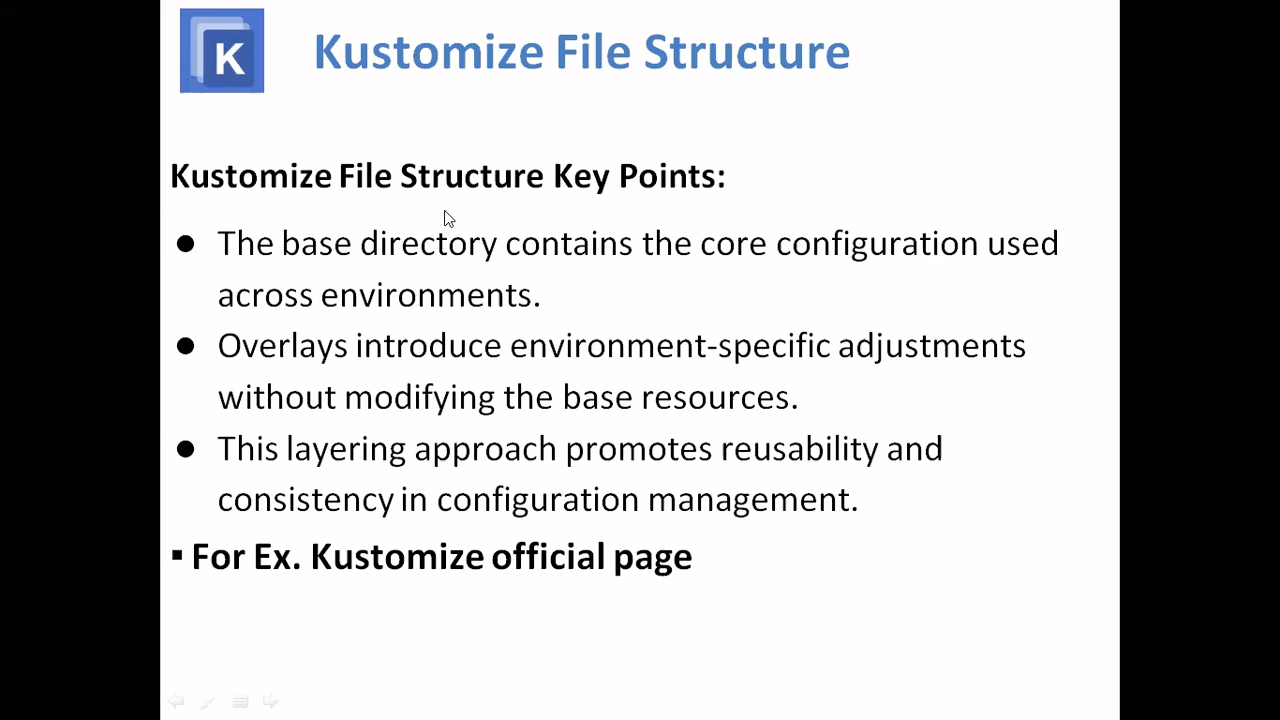 K
Kustomize File Structure
Kustomize File Structure Key Points:
● The base directory contains the core configuration used
across environments.
● Overlays introduce environment-specific adjustments
without modifying the base resources.
● This layering approach promotes reusability and
consistency in configuration management.
▪ For Ex. Kustomize official page